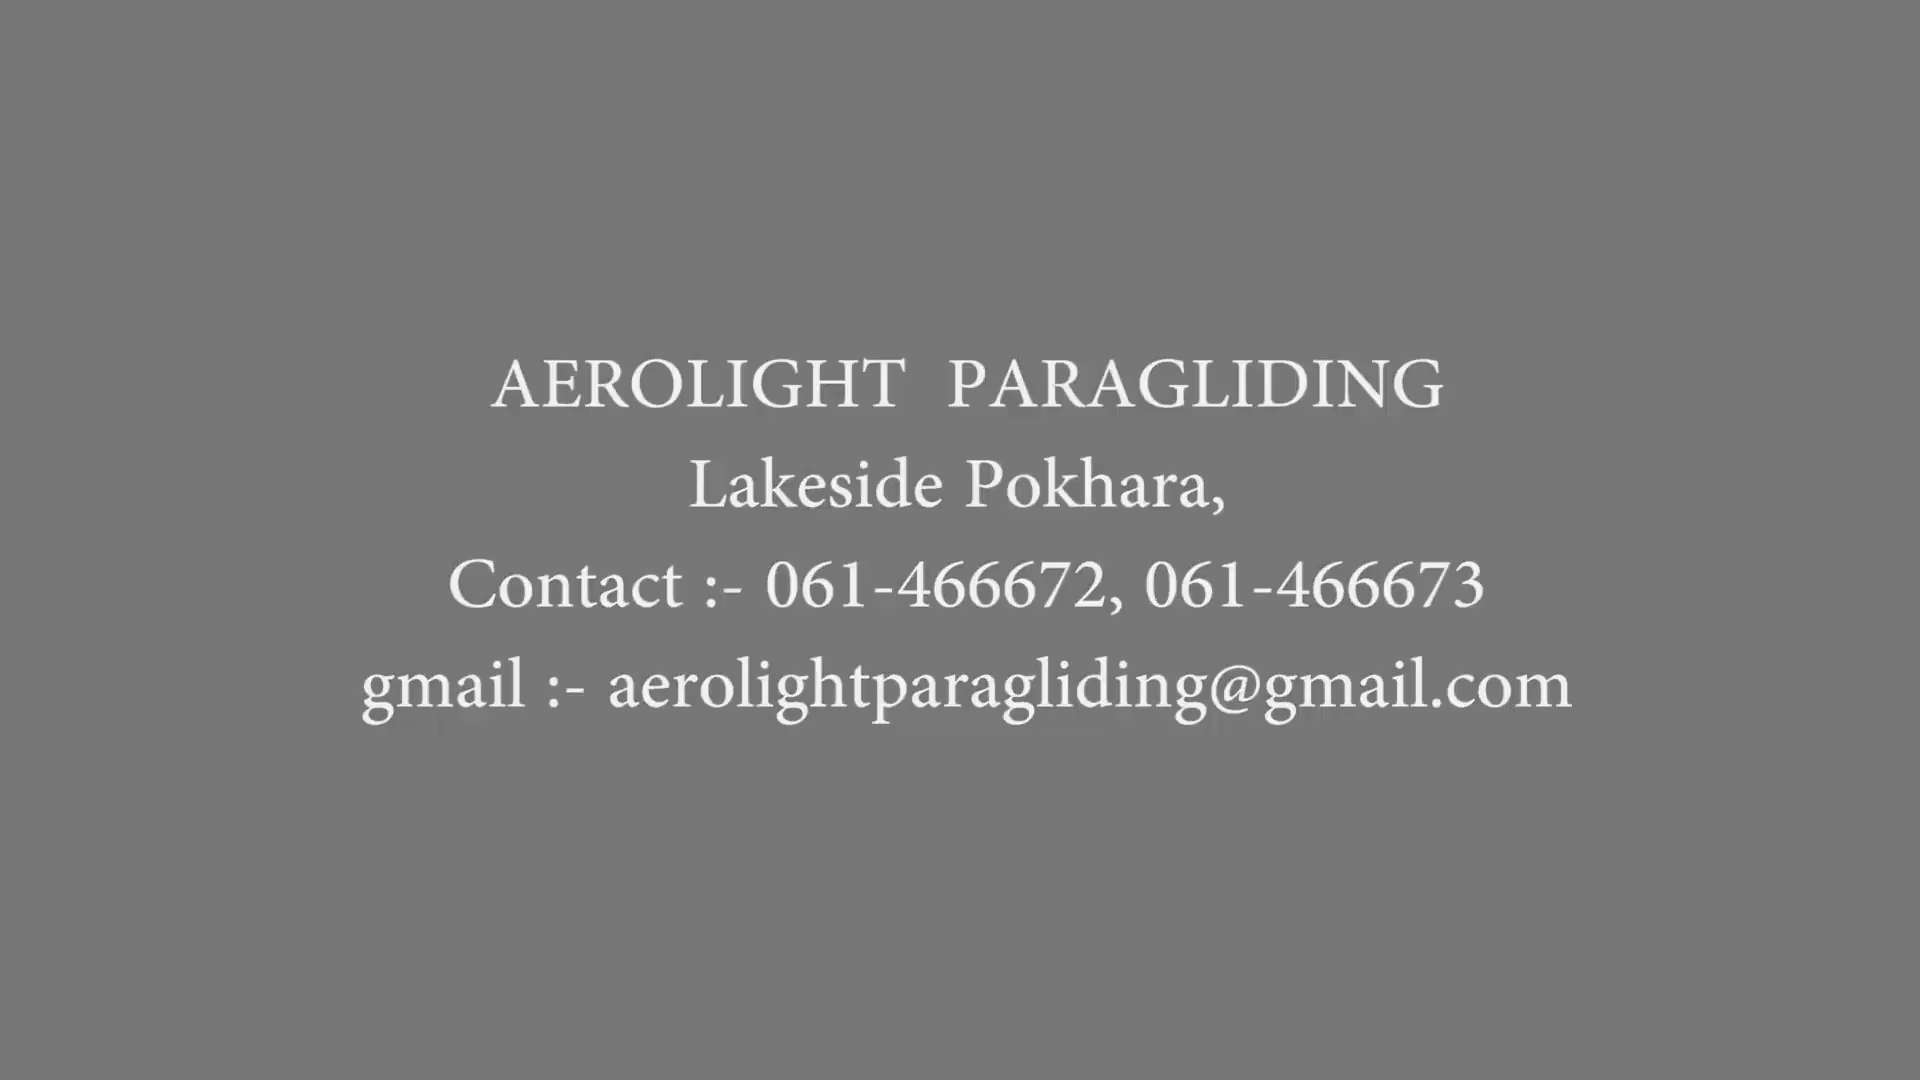 AEROLIGHT PARAGLIDING
Lakeside Pokhara,
Contact :- 061-466672, 061-466673
gmail :- aerolightparagliding@gmail.com